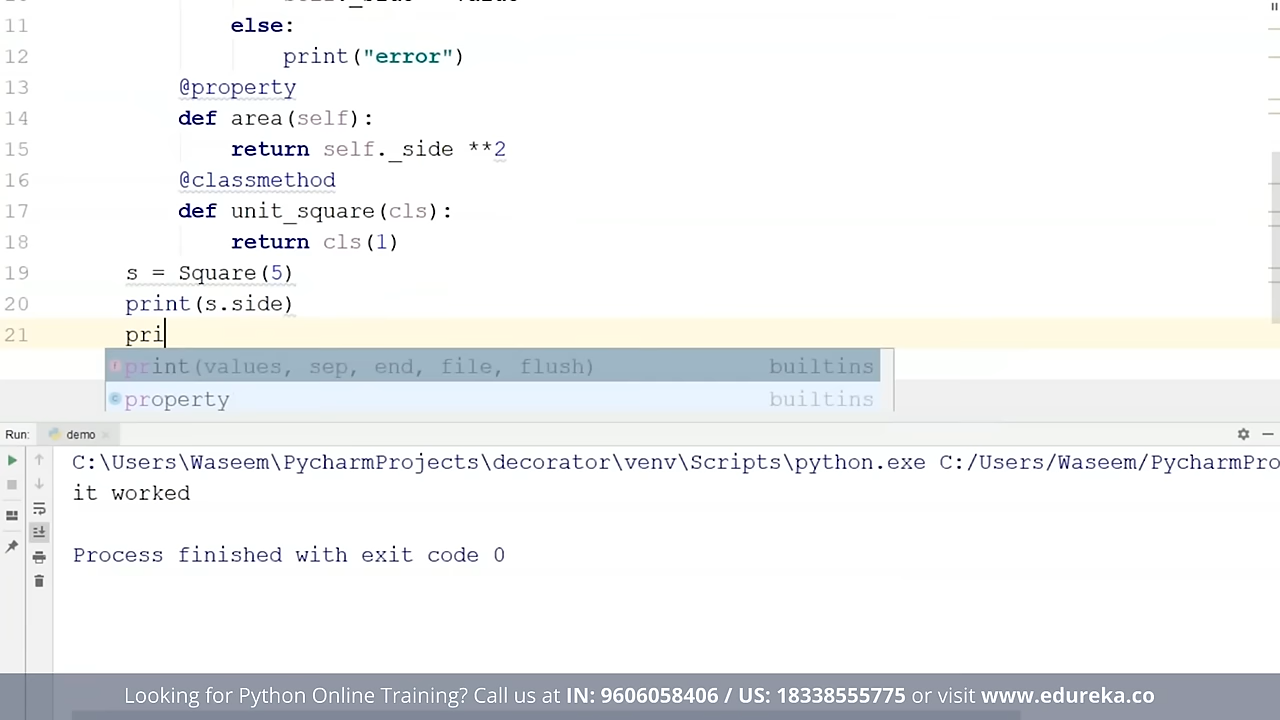 11 else:
12 print("error")
13 @property
14 def area(self):
15 return self._side **2
16 @classmethod
17 def unit_square(cls):
18 return cls(1)
19 s = Square(5)
20 print(s.side)
21 pri
print(values, sep, end, file, flush) builtins
property builtins
Run: demo
C:\Users\Waseem\PycharmProjects\decorator\venv\Scripts\python.exe C:/Users/Waseem/PycharmPro
it worked
Process finished with exit code 0
Looking for Python Online Training? Call us at IN: 9606058406 / US: 18338555775 or visit www.edureka.co